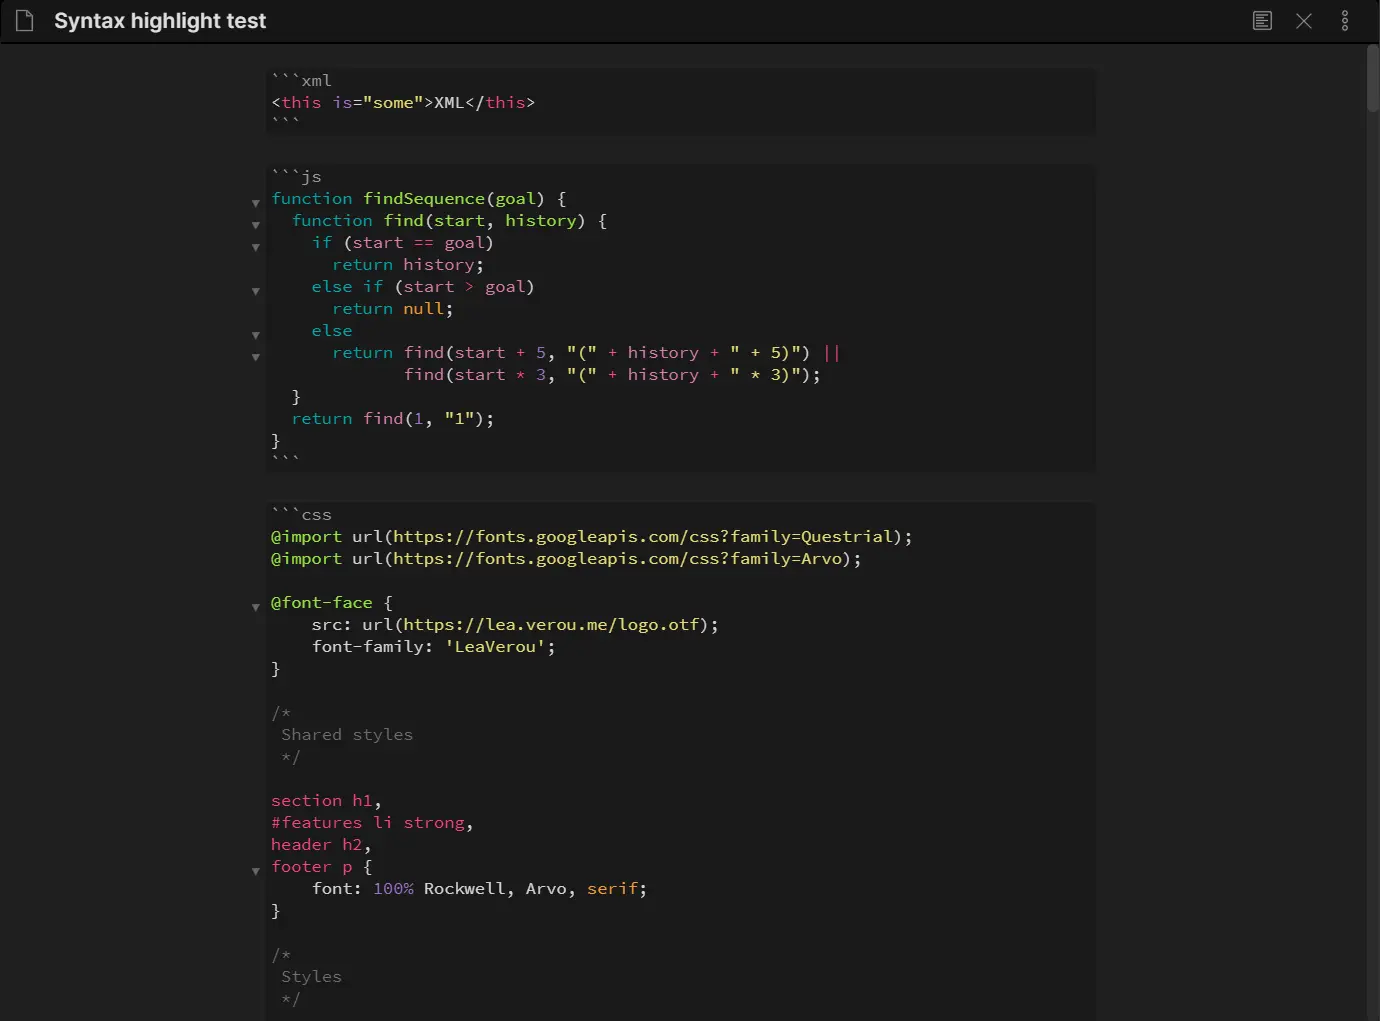 Syntax highlight test
```xml
<this is="some">XML</this>
```
```js
function findSequence(goal) {
  function find(start, history) {
    if (start == goal)
      return history;
    else if (start > goal)
      return null;
    else
      return find(start + 5, "(" + history + " + 5)") ||
             find(start * 3, "(" + history + " * 3)");
  }
  return find(1, "1");
}
```
```css
@import url(https://fonts.googleapis.com/css?family=Questrial);
@import url(https://fonts.googleapis.com/css?family=Arvo);

@font-face {
    src: url(https://lea.verou.me/logo.otf);
    font-family: 'LeaVerou';
}

/*
 Shared styles
 */

section h1,
#features li strong,
header h2,
footer p {
    font: 100% Rockwell, Arvo, serif;
}

/*
 Styles
 */